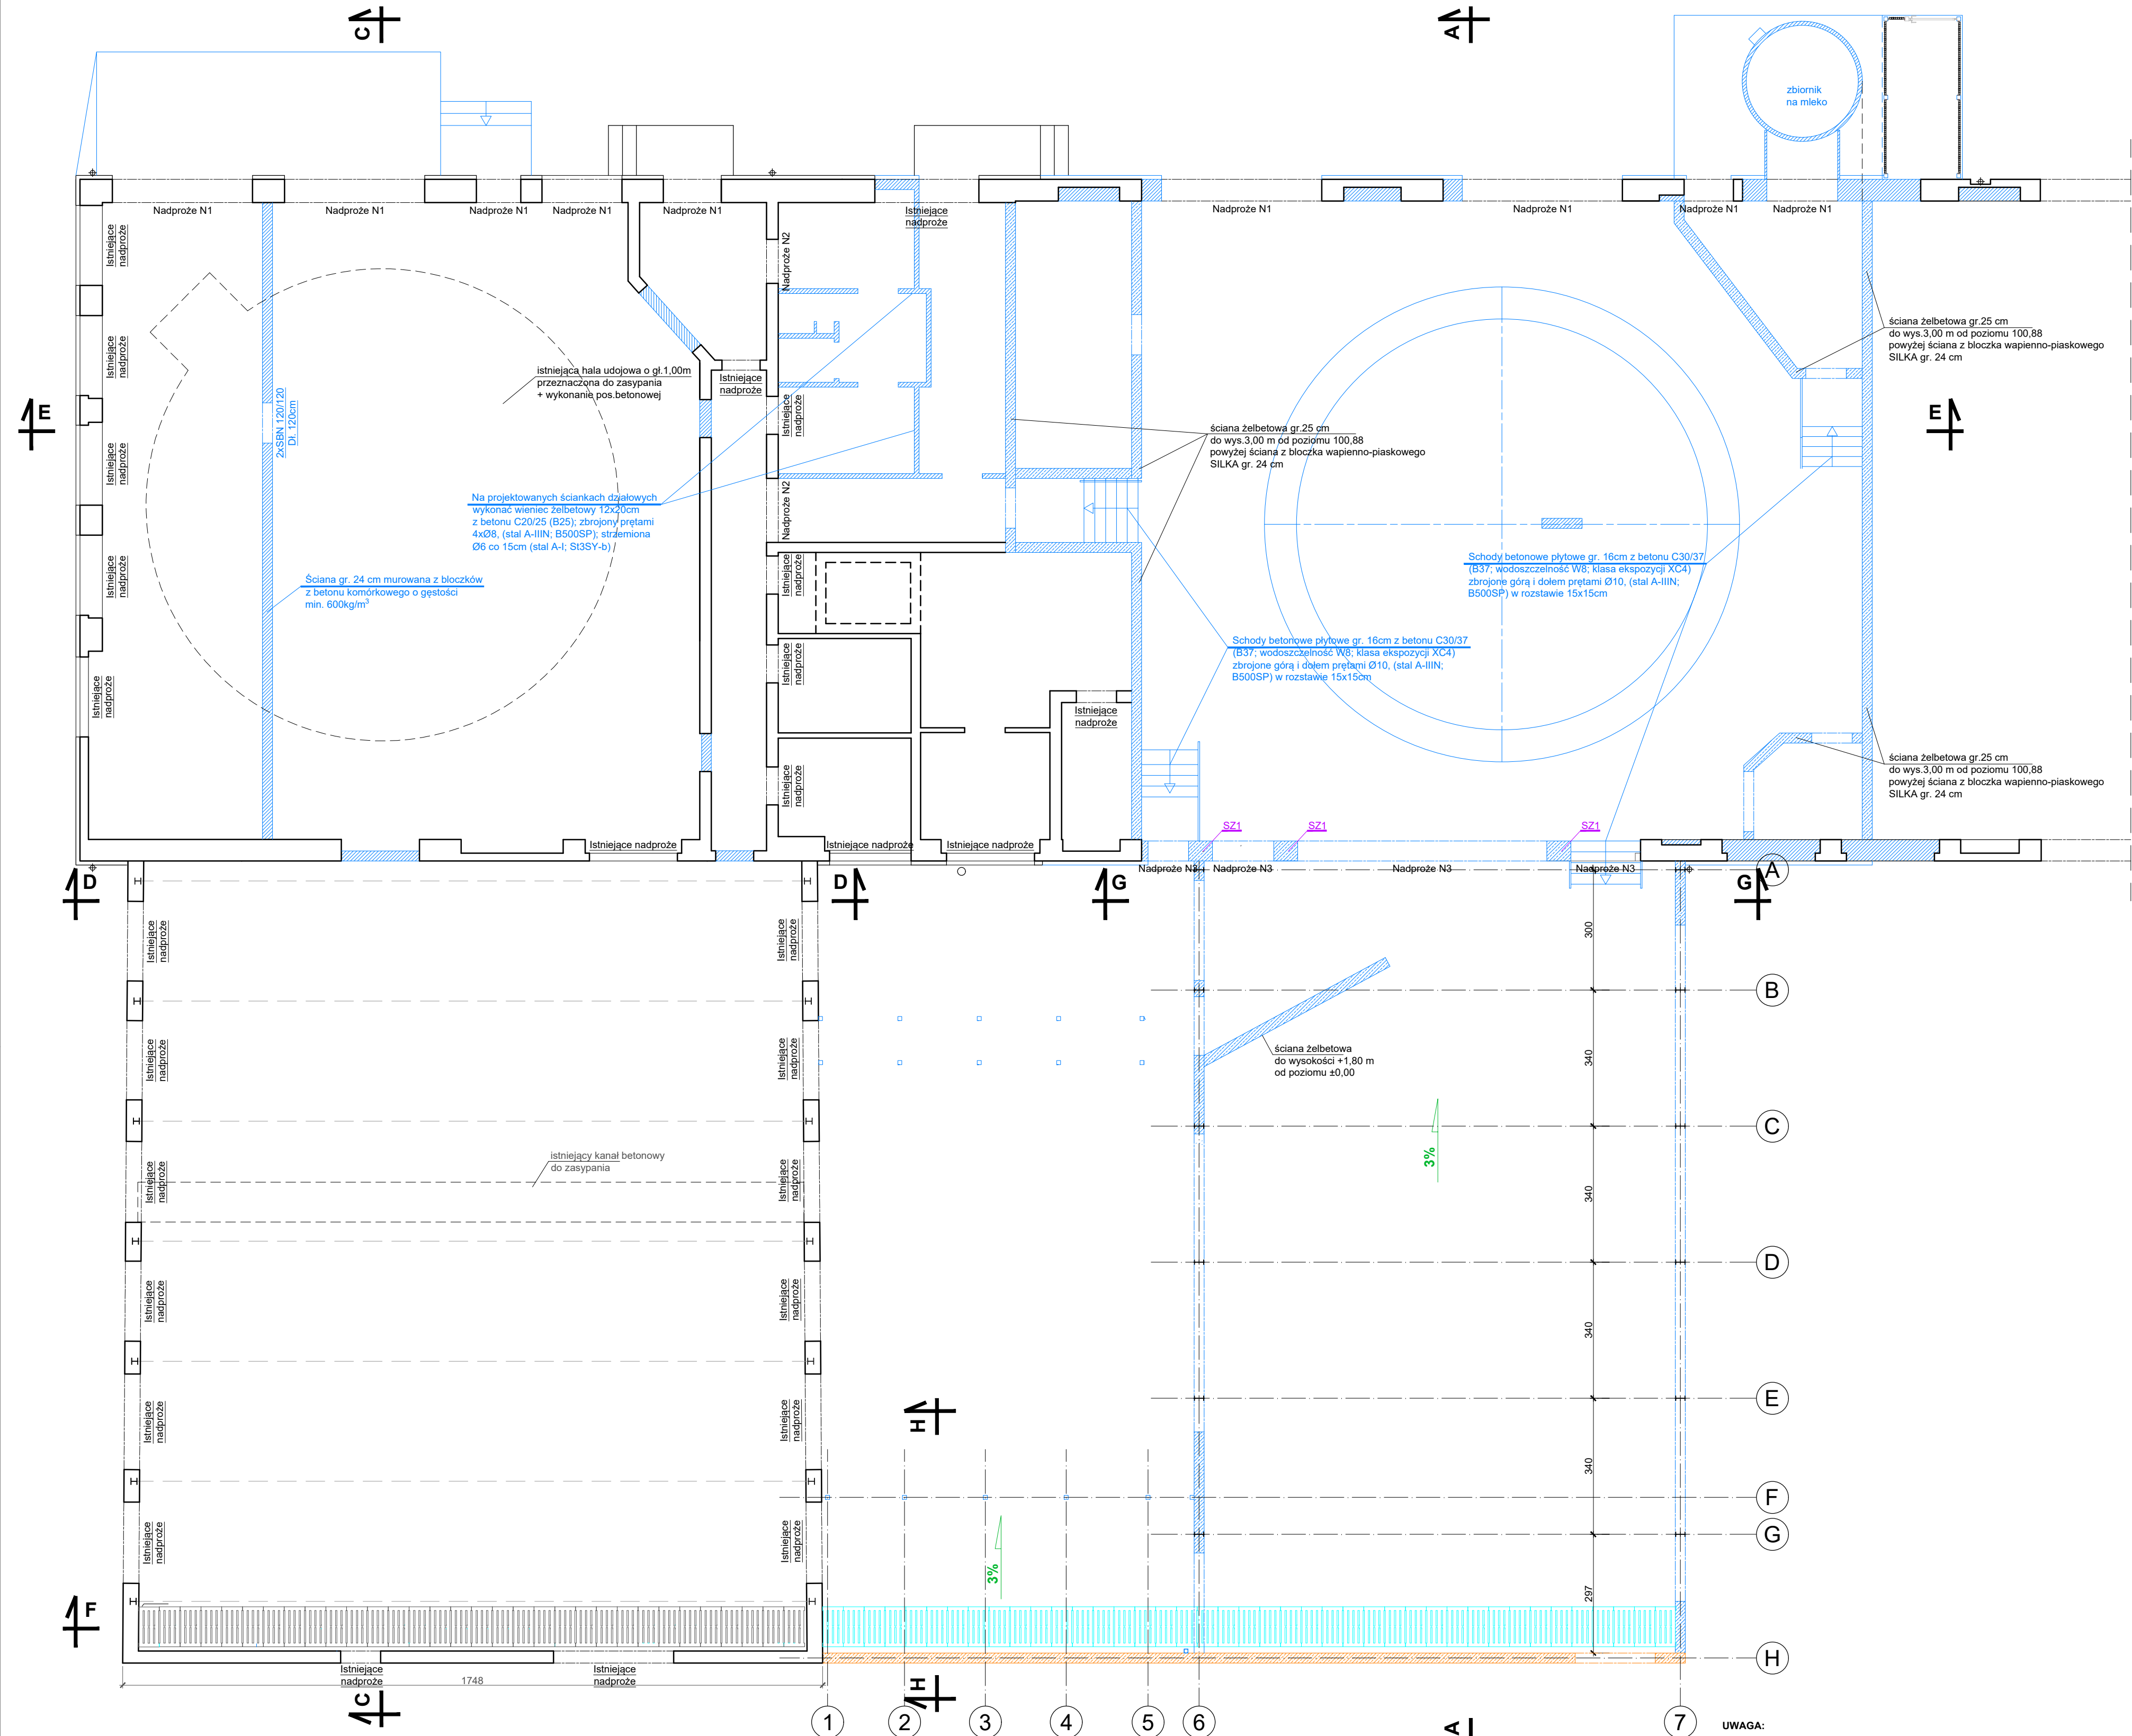 C
A
zbiornik
na mleko
Nadproże N1
Nadproże N1
Nadproże N1
Nadproże N1
Nadproże N1
Istniejące
nadproże
Nadproże N1
Nadproże N1
Nadproże N1
Nadproże N1
Istniejące
nadproże
Istniejące
nadproże
Istniejące
nadproże
Istniejące
nadproże
Istniejące
nadproże
Nadproże N2
Istniejące
nadproże
Istniejące
nadproże
Nadproże N2
Istniejące
nadproże
Istniejące
nadproże
Istniejące
nadproże
istniejąca hala udojowa o gł.1,00m
przeznaczona do zasypania
+ wykonanie pos.betonowej
2xSBN 120/120
Dł. 120cm
E
E
ściana żelbetowa gr.25 cm
do wys.3,00 m od poziomu 100,88
powyżej ściana z bloczka wapienno-piaskowego
SILKA gr. 24 cm
ściana żelbetowa gr.25 cm
do wys.3,00 m od poziomu 100,88
powyżej ściana z bloczka wapienno-piaskowego
SILKA gr. 24 cm
Na projektowanych ściankach działowych
wykonać wieniec żelbetowy 12x20cm
z betonu C20/25 (B25); zbrojony prętami
4xØ8, (stal A-IIIN; B500SP); strzemiona
Ø6 co 15cm (stal A-I; St3SY-b)
Ściana gr. 24 cm murowana z bloczków
z betonu komórkowego o gęstości
min. 600kg/m³
Schody betonowe płytowe gr. 16cm z betonu C30/37
(B37; wodoszczelność W8; klasa ekspozycji XC4)
zbrojone górą i dołem prętami Ø10, (stal A-IIIN;
B500SP) w rozstawie 15x15cm
Schody betonowe płytowe gr. 16cm z betonu C30/37
(B37; wodoszczelność W8; klasa ekspozycji XC4)
zbrojone górą i dołem prętami Ø10, (stal A-IIIN;
B500SP) w rozstawie 15x15cm
Istniejące
nadproże
ściana żelbetowa gr.25 cm
do wys.3,00 m od poziomu 100,88
powyżej ściana z bloczka wapienno-piaskowego
SILKA gr. 24 cm
SZ1
SZ1
SZ1
Istniejące nadproże
Istniejące nadproże
Istniejące nadproże
Nadproże N3
Nadproże N3
Nadproże N3
Nadproże N3
A
D
D
G
G
300
B
340
C
340
D
340
E
340
F
G
297
H
Istniejące
nadproże
Istniejące
nadproże
Istniejące
nadproże
Istniejące
nadproże
Istniejące
nadproże
Istniejące
nadproże
Istniejące
nadproże
Istniejące
nadproże
Istniejące
nadproże
Istniejące
nadproże
Istniejące
nadproże
Istniejące
nadproże
ściana żelbetowa
do wysokości +1,80 m
od poziomu ±0,00
istniejący kanał betonowy
do zasypania
3%
3%
H
F
Istniejące
nadproże
Istniejące
nadproże
1748
C
H
1
2
3
4
5
6
7
A
UWAGA: